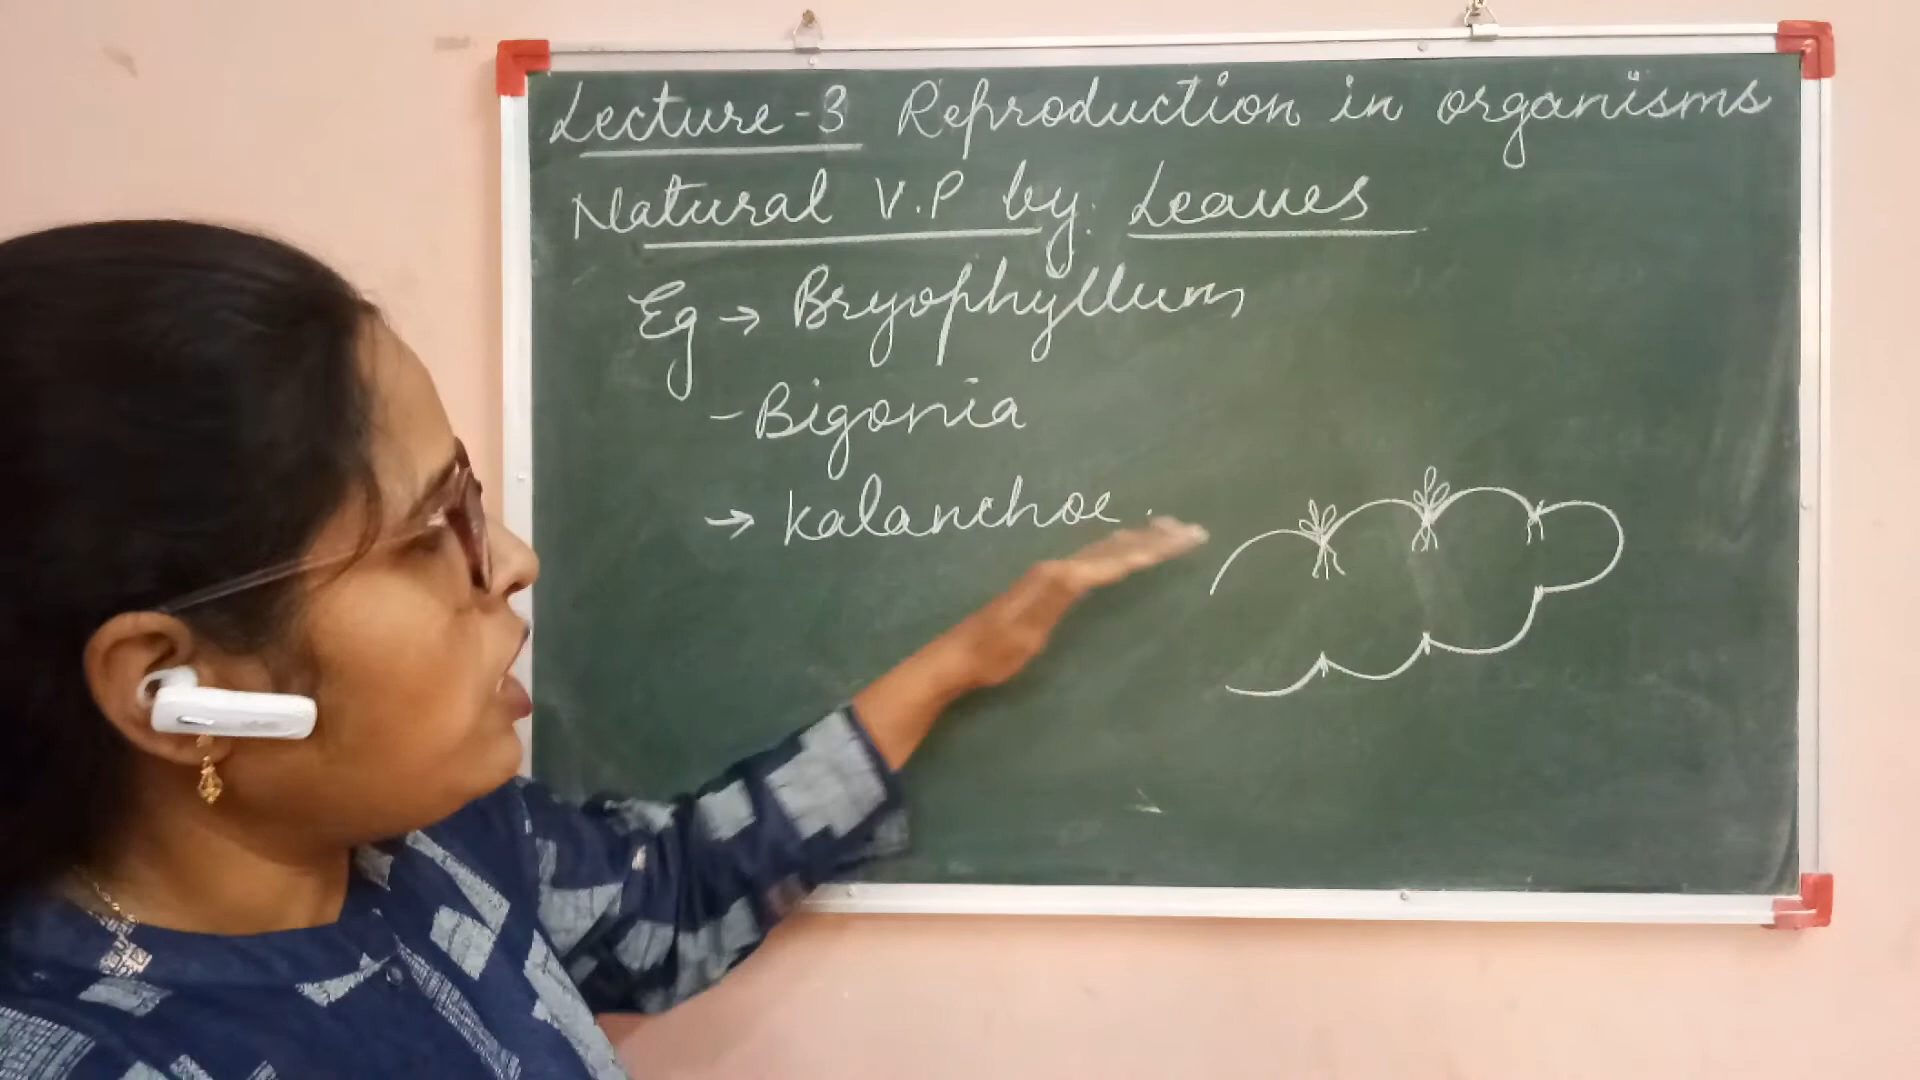 Lecture-3 Reproduction in organisms
Natural V.P by. Leaves
Eg → Bryophyllum
- Bigonia
→ Kalanchoe.